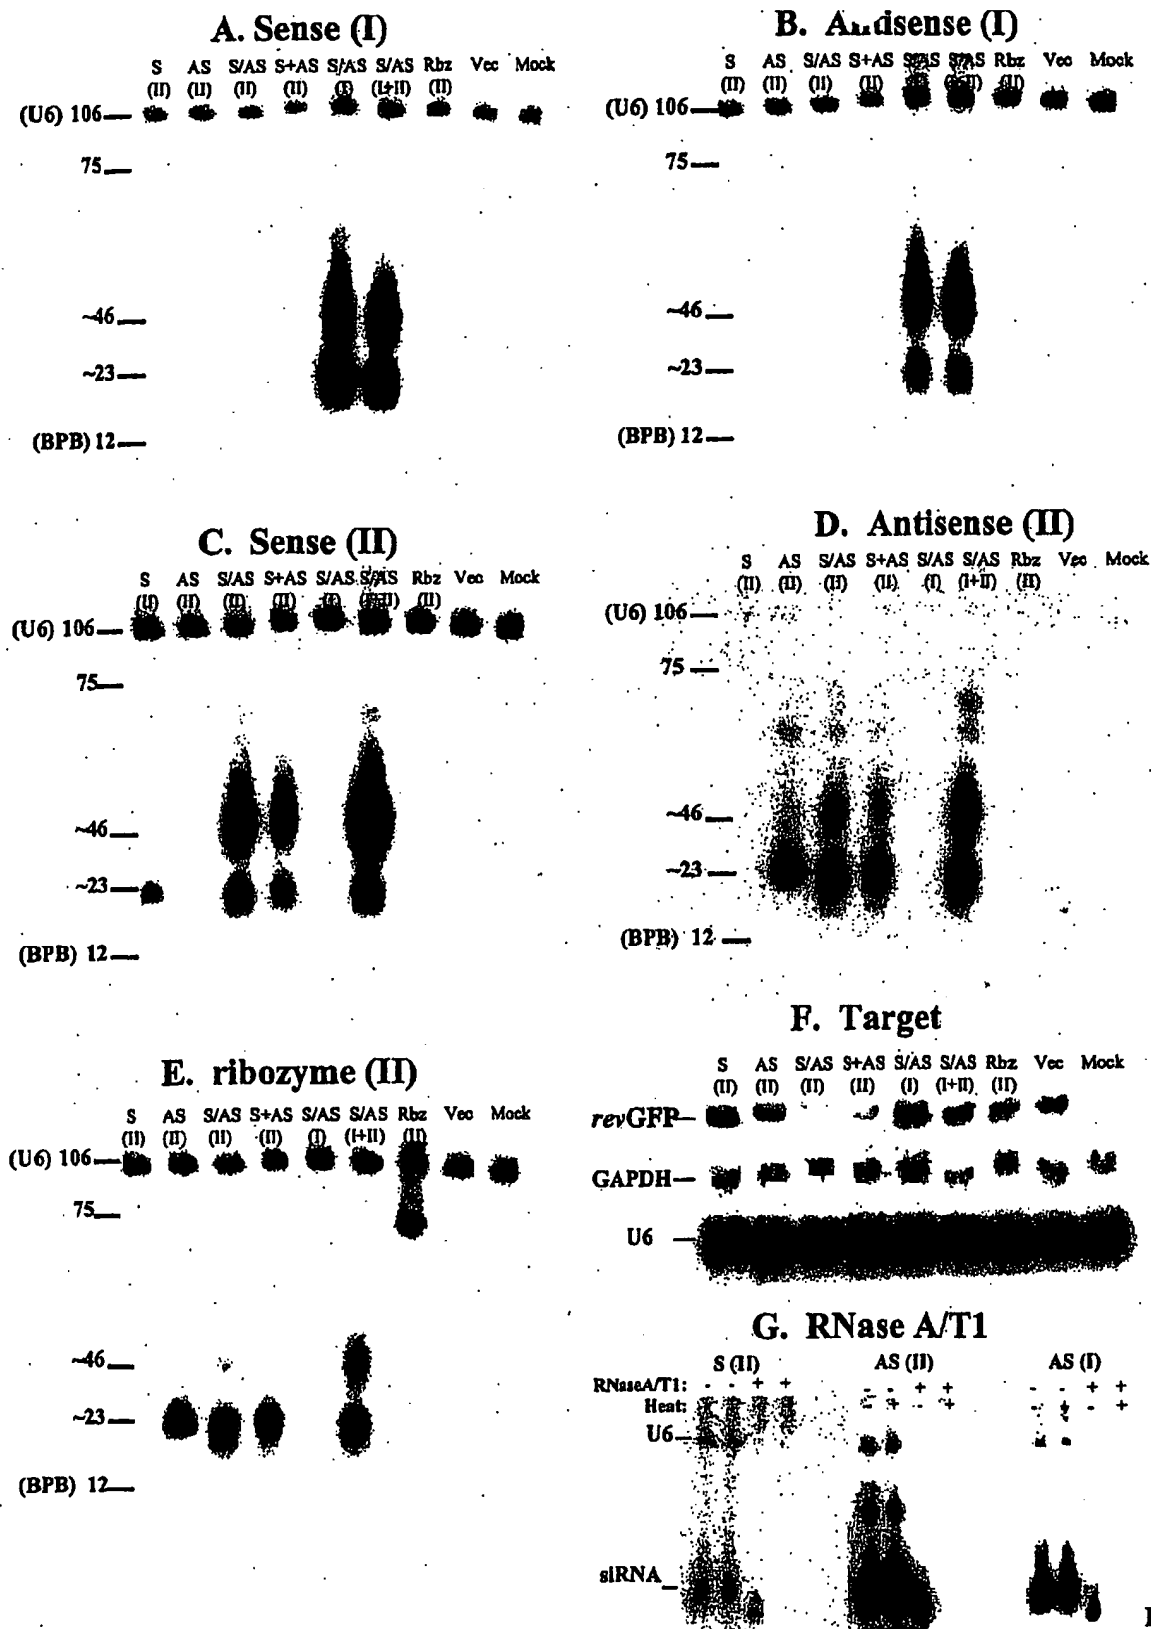 A. Sense (I)
S AS S/AS S+AS S/AS S/AS Rbz Vec Mock
(II) (II) (II) (II) (I) (I+II) (II)
(U6) 106
75
~46
~23
(BPB) 12
B. Antisense (I)
S AS S/AS S+AS S/AS S/AS Rbz Vec Mock
(II) (II) (II) (II) (II)
(U6) 106
75
~46
~23
(BPB) 12
C. Sense (II)
S AS S/AS S+AS S/AS S/AS Rbz Vec Mock
(II) (II) (II) (II) (I) (II)
(U6) 106
75
~46
~23
(BPB) 12
D. Antisense (II)
S AS S/AS S+AS S/AS S/AS Rbz Vec Mock
(II) (II) (II) (II) (I) (I+II) (II)
(U6) 106
75
~46
~23
(BPB) 12
E. ribozyme (II)
S AS S/AS S+AS S/AS S/AS Rbz Vec Mock
(II) (II) (II) (II) (I) (I+II) (II)
(U6) 106
75
~46
~23
(BPB) 12
F. Target
S AS S/AS S+AS S/AS S/AS Rbz Vec Mock
(II) (II) (II) (II) (I) (I+II) (II)
revGFP
GAPDH
U6
G. RNase A/T1
S (II) AS (II) AS (I)
RNaseA/T1: - - + + - - + + - - + +
Heat: - + - + - + - + - + - +
U6
siRNA